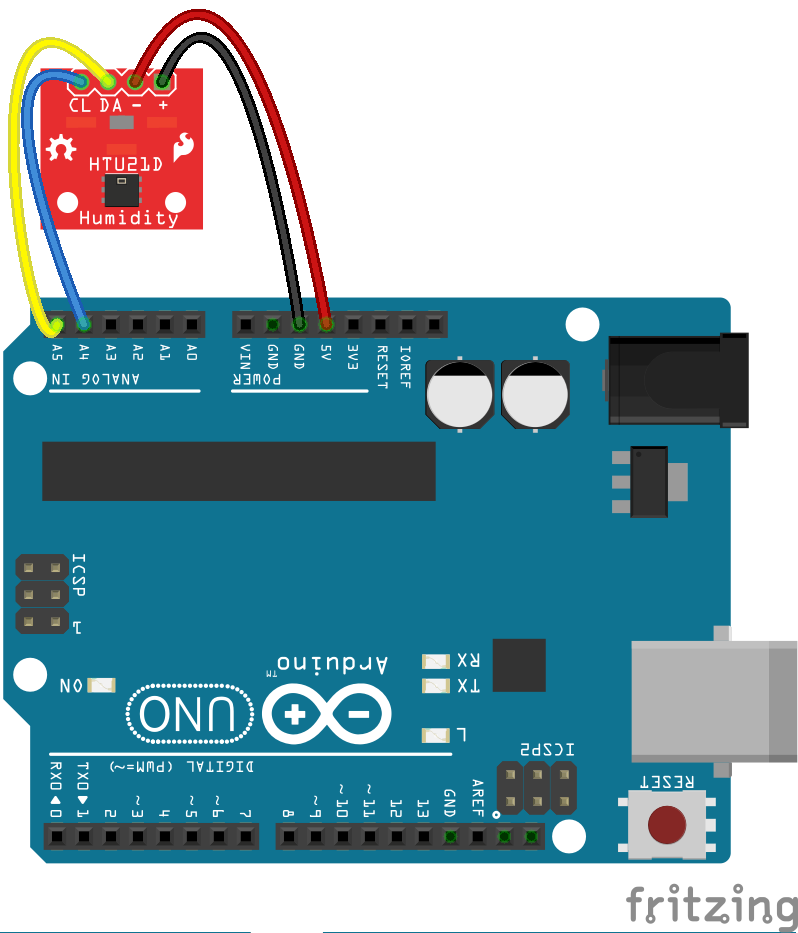 CL DA - +
HTU21D
Humidity
A5 A4 A3 A2 A1 A0
VIN GND GND 5V 3V3 RESET IOREF
ANALOG IN
POWER
ICSP
1
Arduino™
UNO
ON
RX
TX
L
ICSP2
DIGITAL (PWM=~)
RESET
RX0◀0 TX0▶1 2 ~3 4 ~5 ~6 7 8 ~9 ~10 ~11 12 13 GND AREF
fritzing